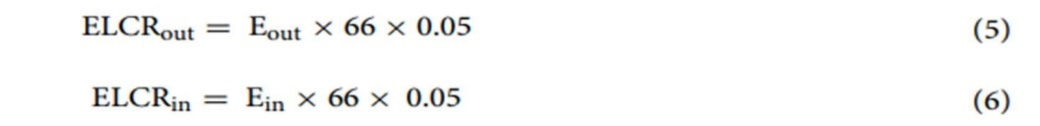 ELCRout = Eout × 66 × 0.05 (5)
ELCRin = Ein × 66 × 0.05 (6)